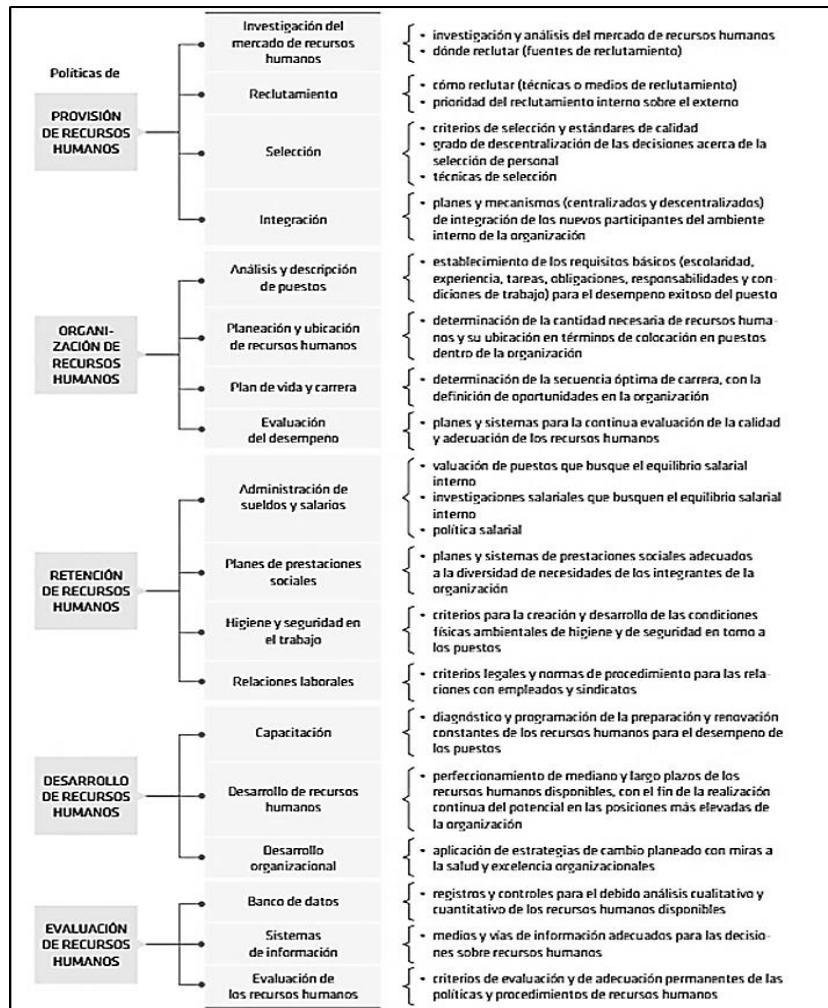 Políticas de
PROVISIÓN
DE RECURSOS
HUMANOS
Investigación del
mercado de recursos
humanos
• investigación y análisis del mercado de recursos humanos
• dónde reclutar (fuentes de reclutamiento)
Reclutamiento
• cómo reclutar (técnicas o medios de reclutamiento)
• prioridad del reclutamiento interno sobre el externo
Selección
• criterios de selección y estándares de calidad
• grado de descentralización de las decisiones acerca de la
selección de personal
• técnicas de selección
Integración
• planes y mecanismos (centralizados y descentralizados)
de integración de los nuevos participantes del ambiente
interno de la organización
ORGANI-
ZACIÓN DE
RECURSOS
HUMANOS
Análisis y descripción
de puestos
• establecimiento de los requisitos básicos (escolaridad,
experiencia, tareas, obligaciones, responsabilidades y con-
diciones de trabajo) para el desempeño exitoso del puesto
Planeación y ubicación
de recursos humanos
• determinación de la cantidad necesaria de recursos huma-
nos y su ubicación en términos de colocación en puestos
dentro de la organización
Plan de vida y carrera
• determinación de la secuencia óptima de carrera, con la
definición de oportunidades en la organización
Evaluación
del desempeño
• planes y sistemas para la continua evaluación de la calidad
y adecuación de los recursos humanos
RETENCIÓN
DE RECURSOS
HUMANOS
Administración de
sueldos y salarios
• valuación de puestos que busque el equilibrio salarial
interno
• investigaciones salariales que busquen el equilibrio salarial
interno
• política salarial
Planes de prestaciones
sociales
• planes y sistemas de prestaciones sociales adecuados
a la diversidad de necesidades de los integrantes de la
organización
Higiene y seguridad en
el trabajo
• criterios para la creación y desarrollo de las condiciones
físicas ambientales de higiene y de seguridad en torno a
los puestos
Relaciones laborales
• criterios legales y normas de procedimiento para las rela-
ciones con empleados y sindicatos
DESARROLLO
DE RECURSOS
HUMANOS
Capacitación
• diagnóstico y programación de la preparación y renovación
constantes de los recursos humanos para el desempeño de
los puestos
Desarrollo de recursos
humanos
• perfeccionamiento de mediano y largo plazos de los
recursos humanos disponibles, con el fin de la realización
continua del potencial en las posiciones más elevadas de
la organización
Desarrollo
organizacional
• aplicación de estrategias de cambio planeado con miras a
la salud y excelencia organizacionales
EVALUACIÓN
DE RECURSOS
HUMANOS
Banco de datos
• registros y controles para el debido análisis cualitativo y
cuantitativo de los recursos humanos disponibles
Sistemas
de información
• medios y vías de información adecuados para las decisio-
nes sobre recursos humanos
Evaluación de
los recursos humanos
• criterios de evaluación y de adecuación permanentes de las
políticas y procedimientos de recursos humanos